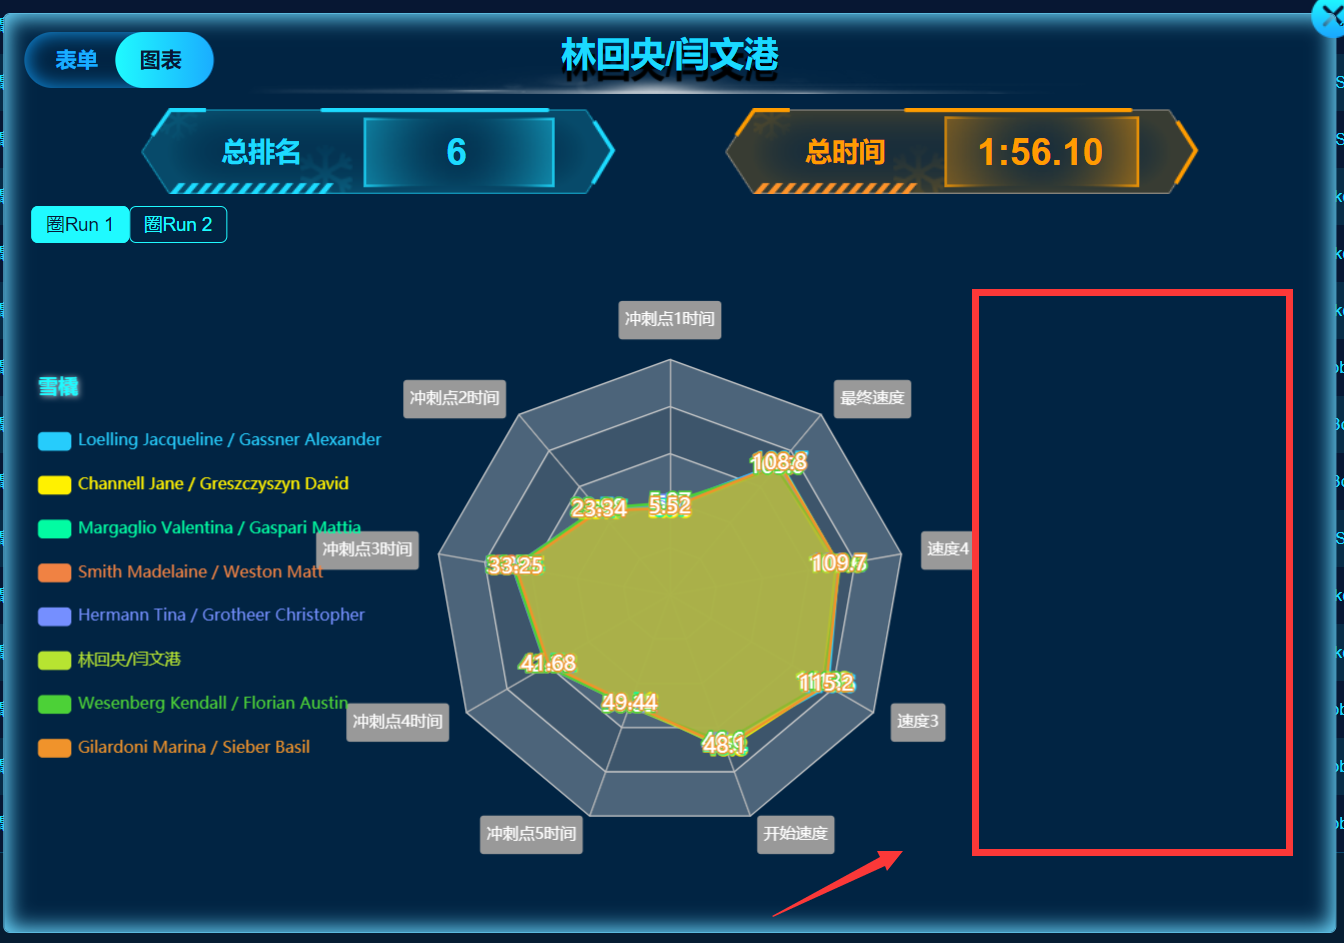 表单
图表
林回央/闫文港
总排名
6
总时间
1:56.10
圈Run 1
圈Run 2
冲刺点1时间
冲刺点2时间
最终速度
雪橇
Loelling Jacqueline / Gassner Alexander
Channell Jane / Greszczyszyn David
Margaglio Valentina / Gaspari Mattia
Smith Madelaine / Weston Matt
Hermann Tina / Grotheer Christopher
林回央/闫文港
Wesenberg Kendall / Florian Austin
Gilardoni Marina / Sieber Basil
冲刺点3时间
速度4
冲刺点4时间
速度3
冲刺点5时间
开始速度
108.8
23.34
5.52
33.25
109.7
41.68
115.2
49.44
48.1